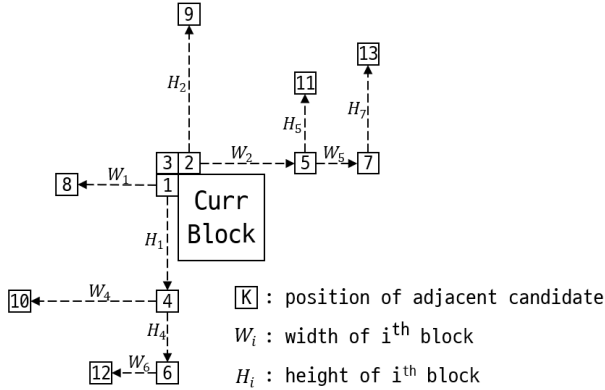 9
13
H₂
11
H₇
H₅
3 2 W₂ 5 W₅ 7
8 W₁ 1
Curr
Block
H₁
10 W₄ 4
K : position of adjacent candidate
H₄
Wᵢ : width of iᵗʰ block
12 W₆ 6
Hᵢ : height of iᵗʰ block